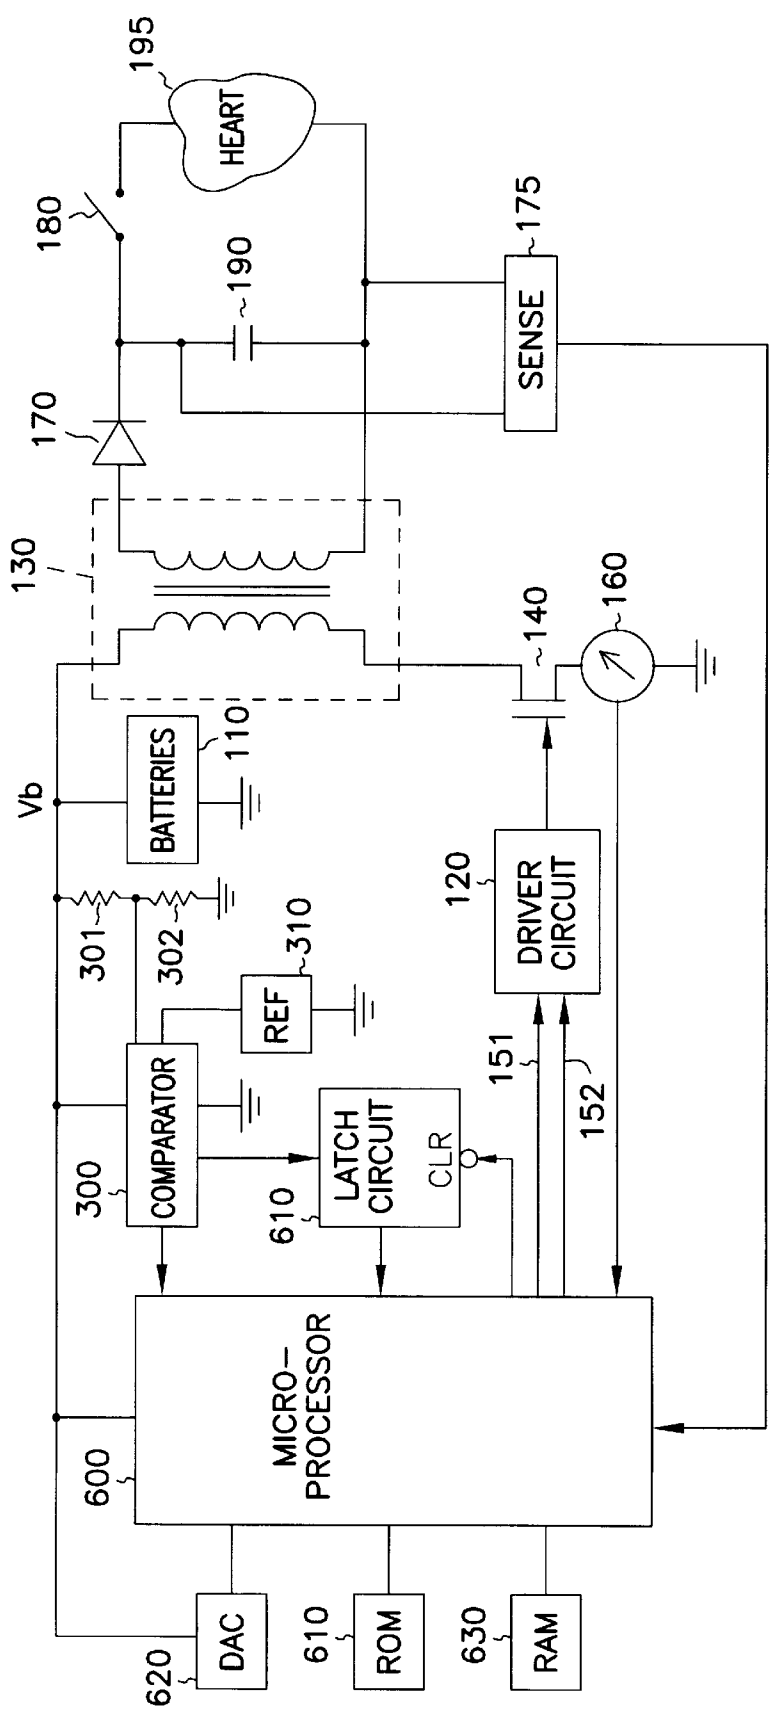 Vb
130
170
180
195
HEART
190
175
SENSE
301
302
BATTERIES
110
300
COMPARATOR
REF
310
610
LATCH
CIRCUIT
CLR
120
DRIVER
CIRCUIT
140
160
151
152
600
MICRO-
PROCESSOR
620
DAC
610
ROM
630
RAM